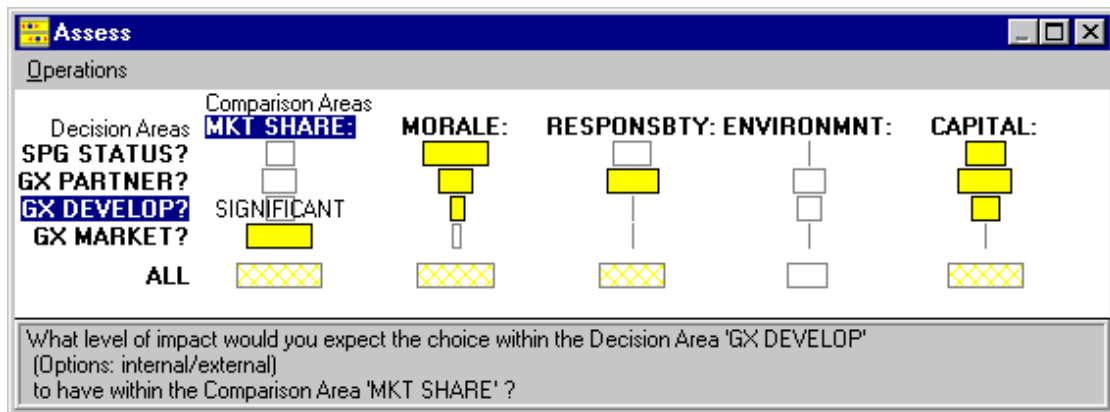 Assess
Operations
Comparison Areas
Decision Areas MKT SHARE: MORALE: RESPONSBTY: ENVIRONMNT: CAPITAL:
SPG STATUS?
GX PARTNER?
GX DEVELOP? SIGNIFICANT
GX MARKET?
ALL
What level of impact would you expect the choice within the Decision Area 'GX DEVELOP'
(Options: internal/external)
to have within the Comparison Area 'MKT SHARE' ?